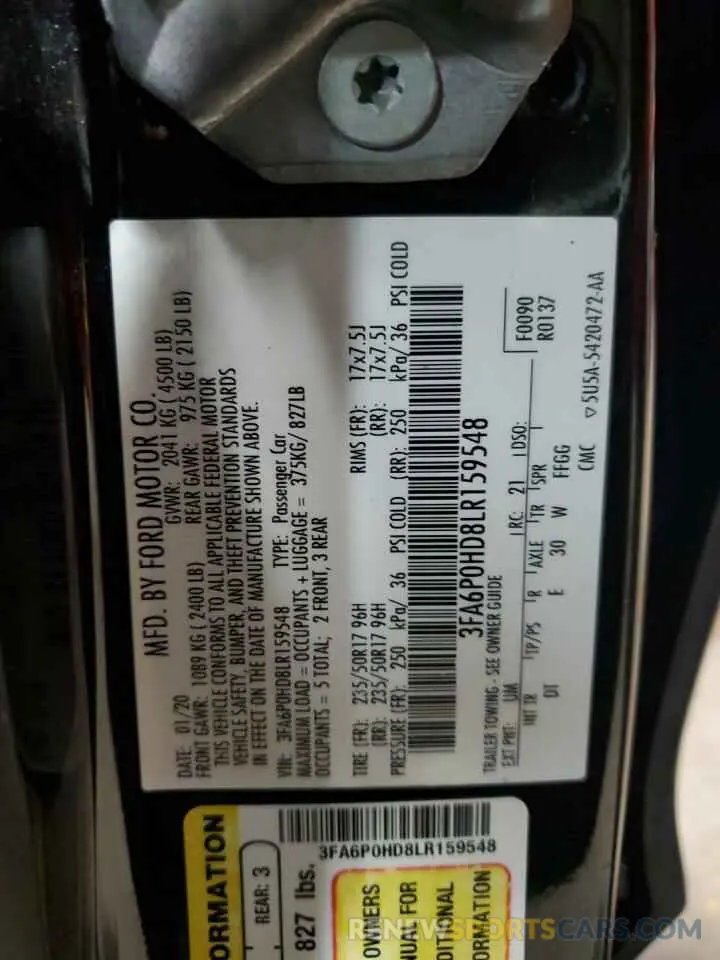 MFD. BY FORD MOTOR CO.
DATE: 01/20 GVWR: 2041 KG ( 4500 LB)
FRONT GAWR: 1089 KG ( 2400 LB) REAR GAWR: 975 KG ( 2150 LB)
THIS VEHICLE CONFORMS TO ALL APPLICABLE FEDERAL MOTOR
VEHICLE SAFETY, BUMPER, AND THEFT PREVENTION STANDARDS
IN EFFECT ON THE DATE OF MANUFACTURE SHOWN ABOVE.
VIN: 3FA6P0HD8LR159548 TYPE: Passenger Car
MAXIMUM LOAD = OCCUPANTS + LUGGAGE = 375KG/ 827LB
OCCUPANTS = 5 TOTAL; 2 FRONT, 3 REAR
TIRE (FR): 235/50R17 96H RIMS (FR): 17x7.5J
(RR): 235/50R17 96H (RR): 17x7.5J
PRESSURE (FR): 250 kPa/ 36 PSI COLD (RR): 250 kPa/ 36 PSI COLD
3FA6P0HD8LR159548
TRAILER TOWING - SEE OWNER GUIDE
EXT PNT: UM RC: 21 DSO: F0090
R0137
INT TR TP/PS R AXLE TR SPR
DT E 30 W FFGG
CMC 5U5A-5420472-AA
3FA6P0HD8LR159548
ORMATION
REAR: 3
827 lbs.
OWNERS
NUAL FOR
DITIONAL
ORMATION
RENEWSPORTSCARS.COM